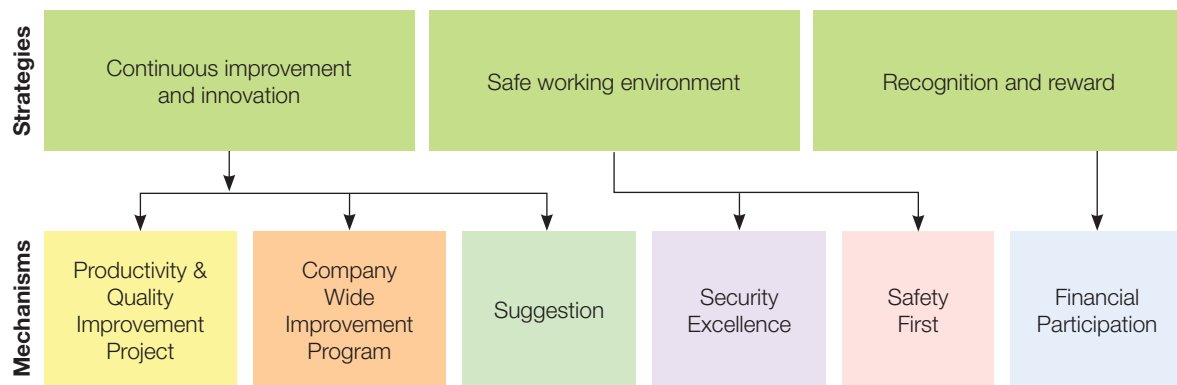 Strategies
Continuous improvement
and innovation
Safe working environment
Recognition and reward
Mechanisms
Productivity &
Quality
Improvement
Project
Company
Wide
Improvement
Program
Suggestion
Security
Excellence
Safety
First
Financial
Participation